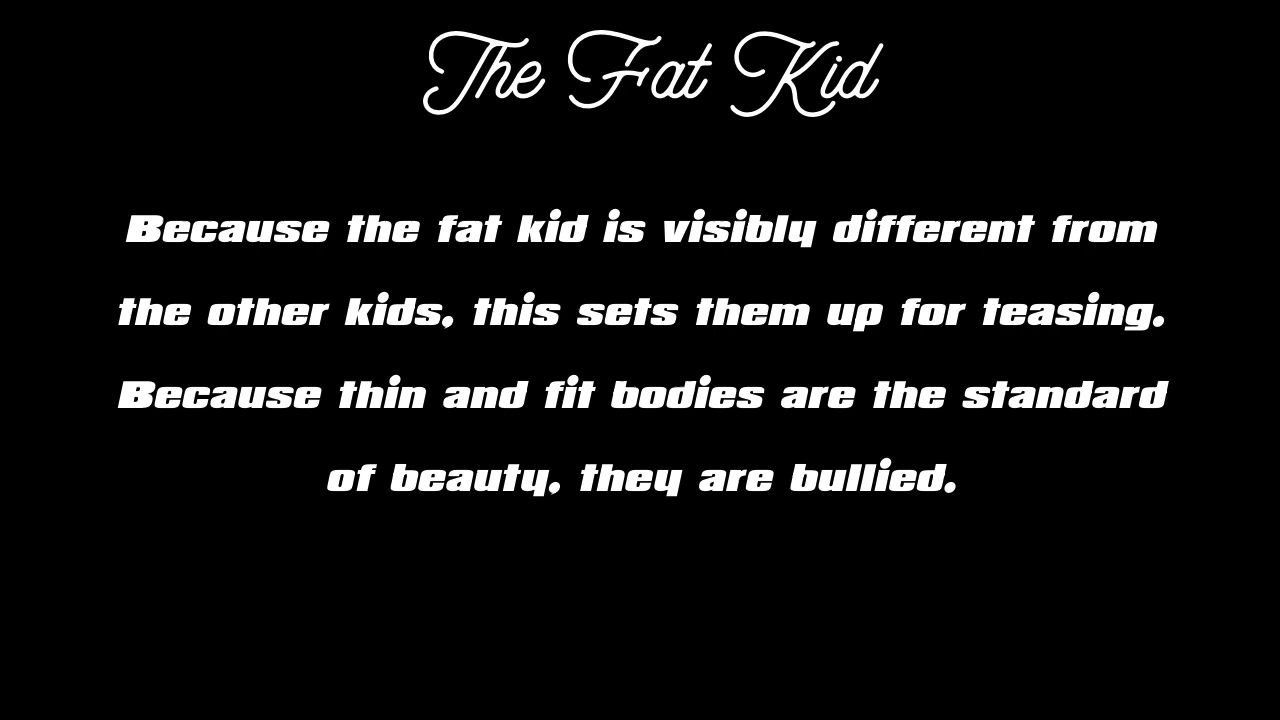 The Fat Kid
Because the fat kid is visibly different from
the other kids, this sets them up for teasing.
Because thin and fit bodies are the standard
of beauty, they are bullied.